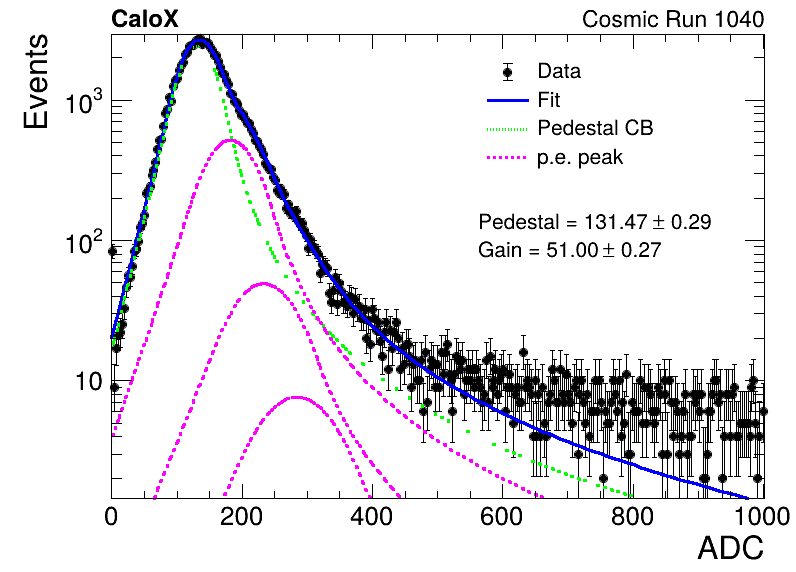 CaloX Cosmic Run 1040
Events
10³
10²
10
Data
Fit
Pedestal CB
p.e. peak
Pedestal = 131.47 ± 0.29
Gain = 51.00 ± 0.27
0 200 400 600 800 1000
ADC